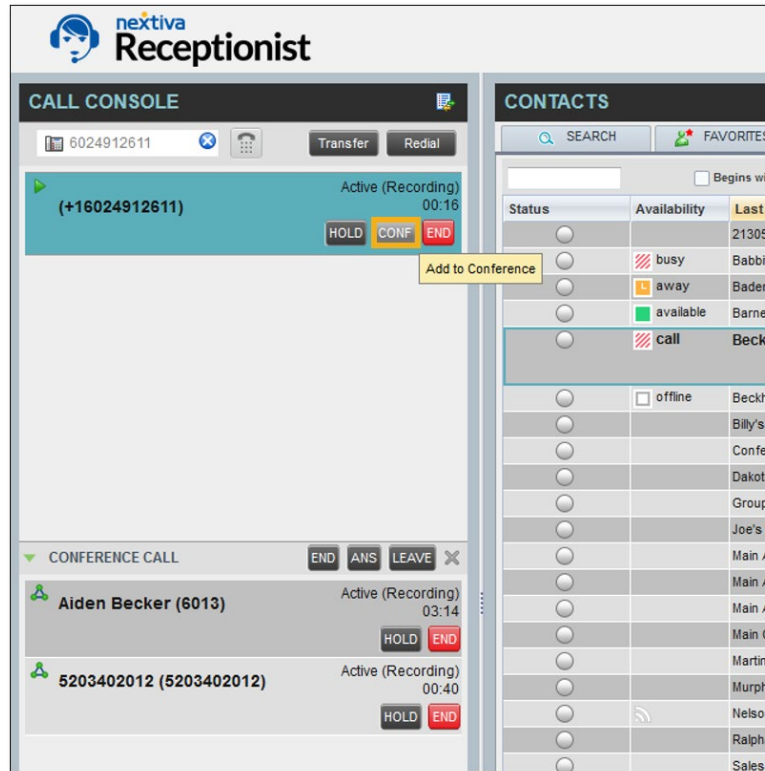 nextiva
Receptionist
CALL CONSOLE
6024912611
Transfer Redial
Active (Recording)
(+16024912611) 00:16
HOLD CONF END
Add to Conference
CONFERENCE CALL END ANS LEAVE
Active (Recording)
Aiden Becker (6013) 03:14
HOLD END
Active (Recording)
5203402012 (5203402012) 00:40
HOLD END
CONTACTS
SEARCH FAVORITES
Begins wi
Status Availability Last
21305
busy Babbi
away Bader
available Barne
call Beck
offline Beckh
Billy's
Confe
Dakot
Group
Joe's
Main
Main
Main
Main
Martin
Murph
Nelso
Ralph
Sales